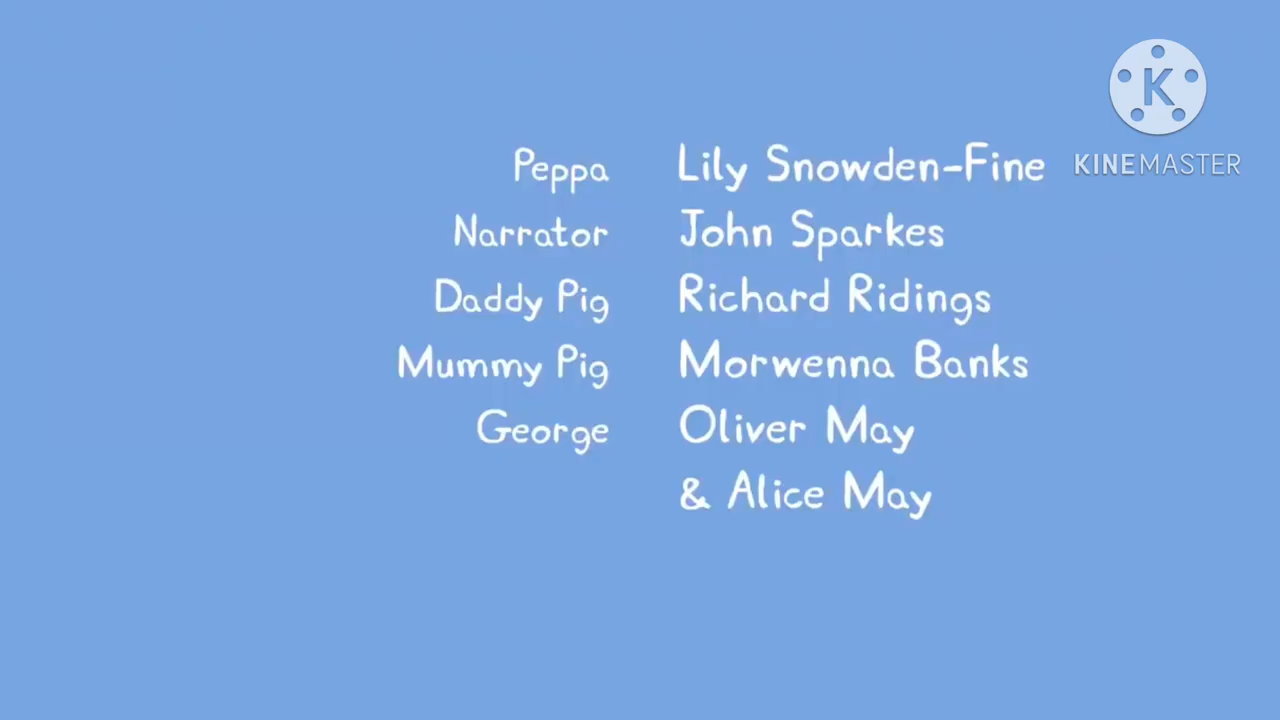 Peppa Lily Snowden-Fine
Narrator John Sparkes
Daddy Pig Richard Ridings
Mummy Pig Morwenna Banks
George Oliver May
& Alice May
K
KINEMASTER